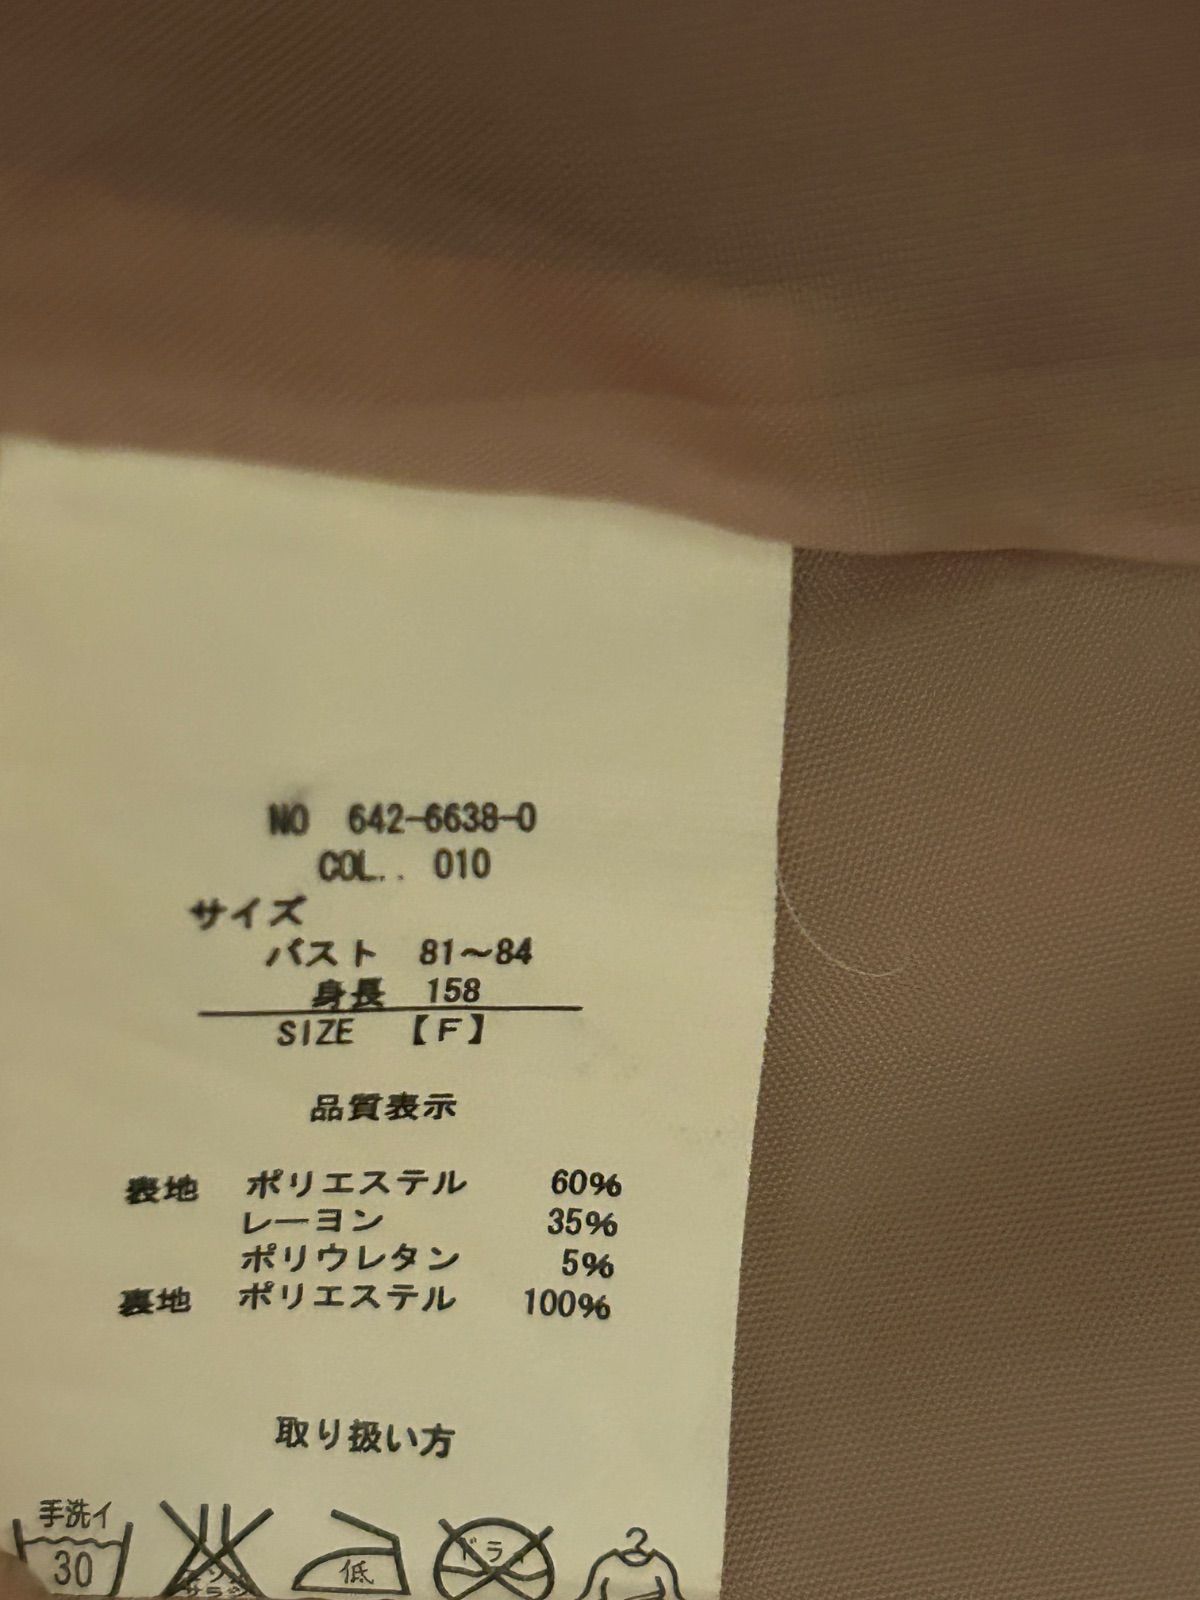 NO 642-6638-0
COL.. 010
サイズ
バスト 81～84
身長 158
SIZE 【F】
品質表示
表地 ポリエステル 60%
レーヨン 35%
ポリウレタン 5%
裏地 ポリエステル 100%
取り扱い方
手洗イ
30
低
ドライ